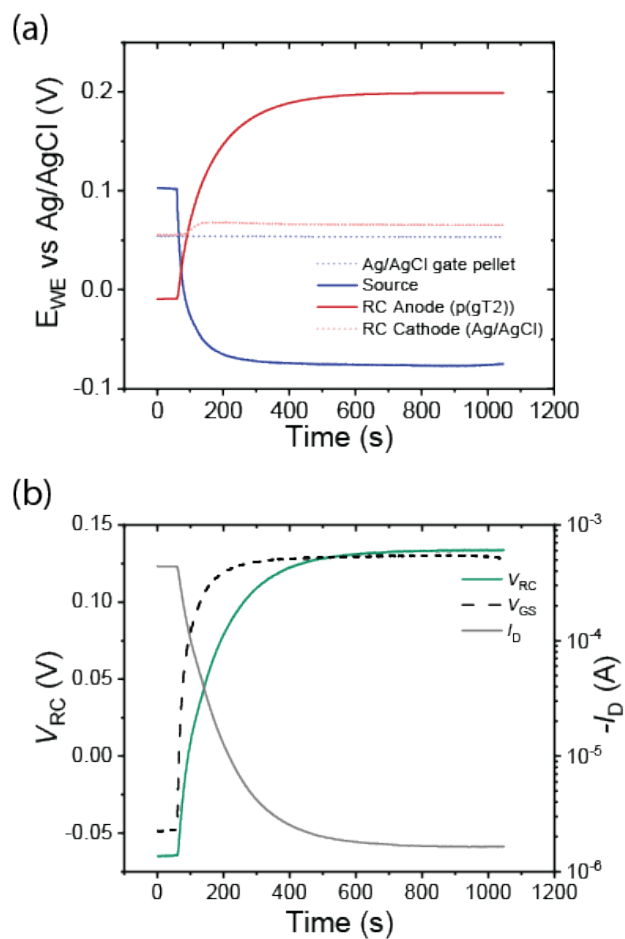 (a)
E_WE vs Ag/AgCl (V)
0.2
0.1
0.0
-0.1
Ag/AgCl gate pellet
Source
RC Anode (p(gT2))
RC Cathode (Ag/AgCl)
0 200 400 600 800 1000 1200
Time (s)
(b)
V_RC (V)
0.15
0.10
0.05
0.00
-0.05
V_RC
V_GS
I_D
10^-3
10^-4
10^-5
10^-6
-I_D (A)
0 200 400 600 800 1000 1200
Time (s)